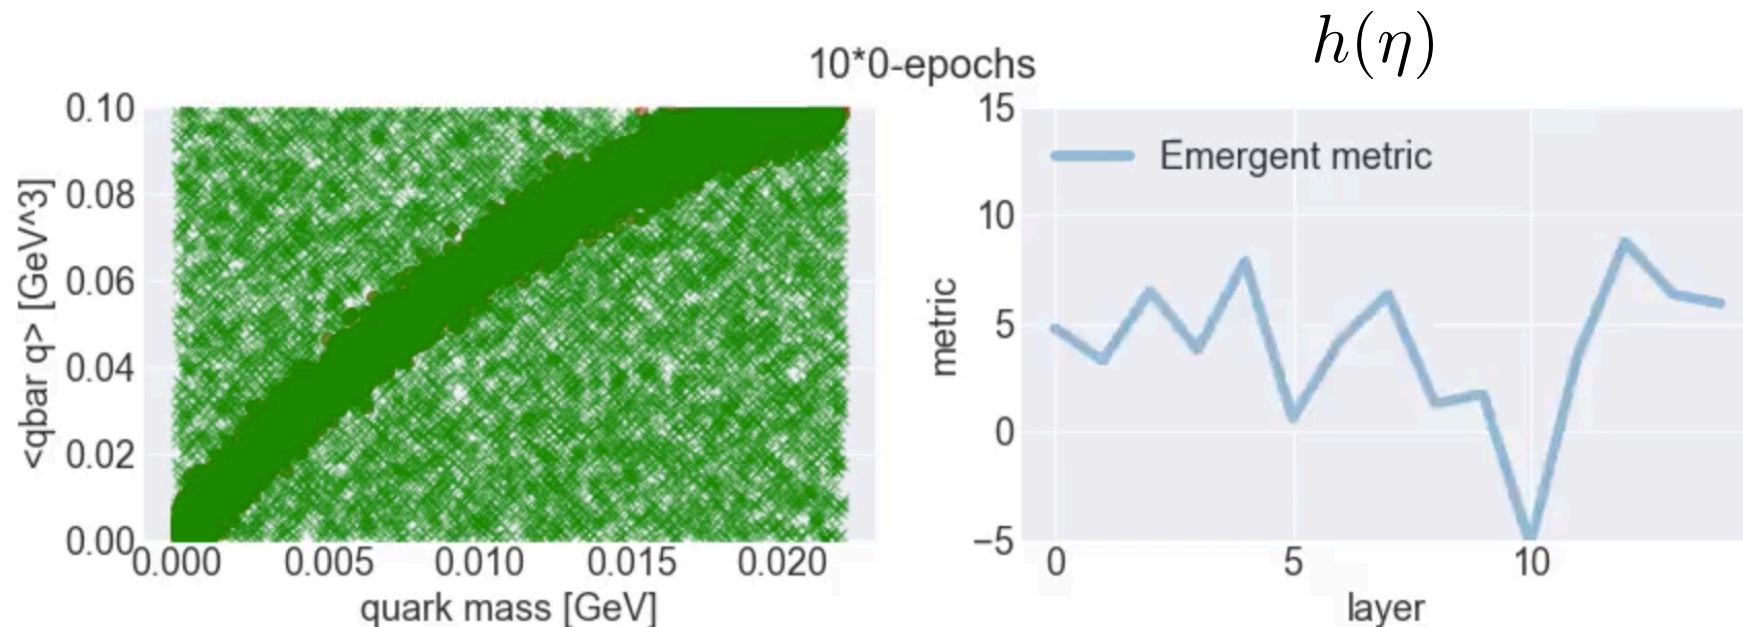 h(η)
10*0-epochs
0.10
0.08
0.06
0.04
0.02
0.00
<qbar q> [GeV^3]
0.000 0.005 0.010 0.015 0.020
quark mass [GeV]
15
10
5
0
−5
metric
Emergent metric
0 5 10
layer